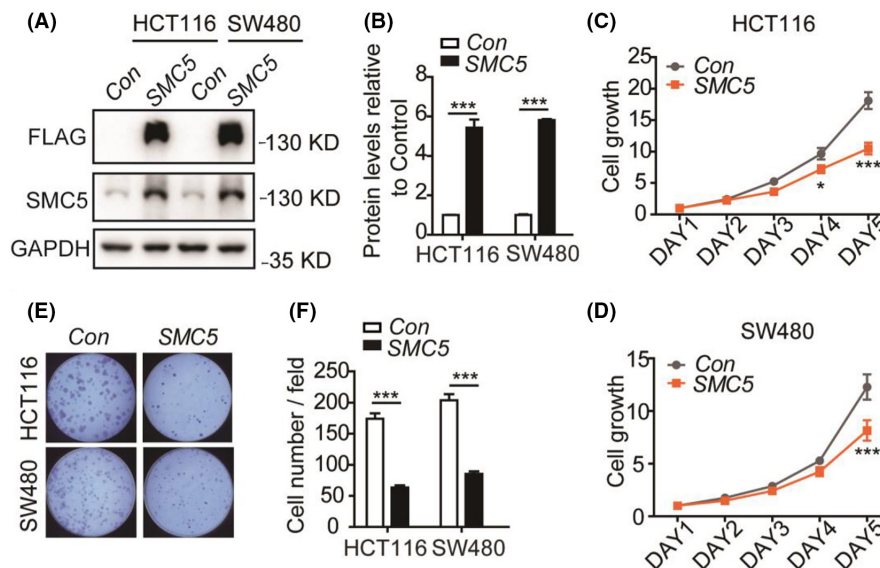 (A)
HCT116 SW480
Con SMC5 Con SMC5
FLAG
-130 KD
SMC5
-130 KD
GAPDH
-35 KD
(B)
Con
SMC5
Protein levels relative
to Control
8
6
4
2
0
*** ***
HCT116 SW480
(C)
HCT116
Con
SMC5
Cell growth
25
20
15
10
5
0
*
***
DAY1 DAY2 DAY3 DAY4 DAY5
(E)
Con SMC5
HCT116
SW480
(F)
Con
SMC5
Cell number / feld
250
200
150
100
50
0
*** ***
HCT116 SW480
(D)
SW480
Con
SMC5
Cell growth
15
10
5
0
***
DAY1 DAY2 DAY3 DAY4 DAY5